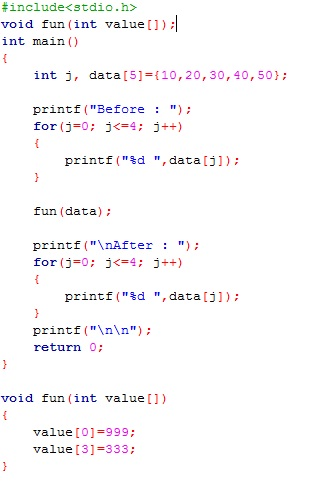 #include<stdio.h>
void fun(int value[]);
int main()
{
    int j, data[5]={10,20,30,40,50};

    printf("Before : ");
    for(j=0; j<=4; j++)
    {
        printf("%d ",data[j]);
    }

    fun(data);

    printf("\nAfter : ");
    for(j=0; j<=4; j++)
    {
        printf("%d ",data[j]);
    }
    printf("\n\n");
    return 0;
}

void fun(int value[])
{
    value[0]=999;
    value[3]=333;
}